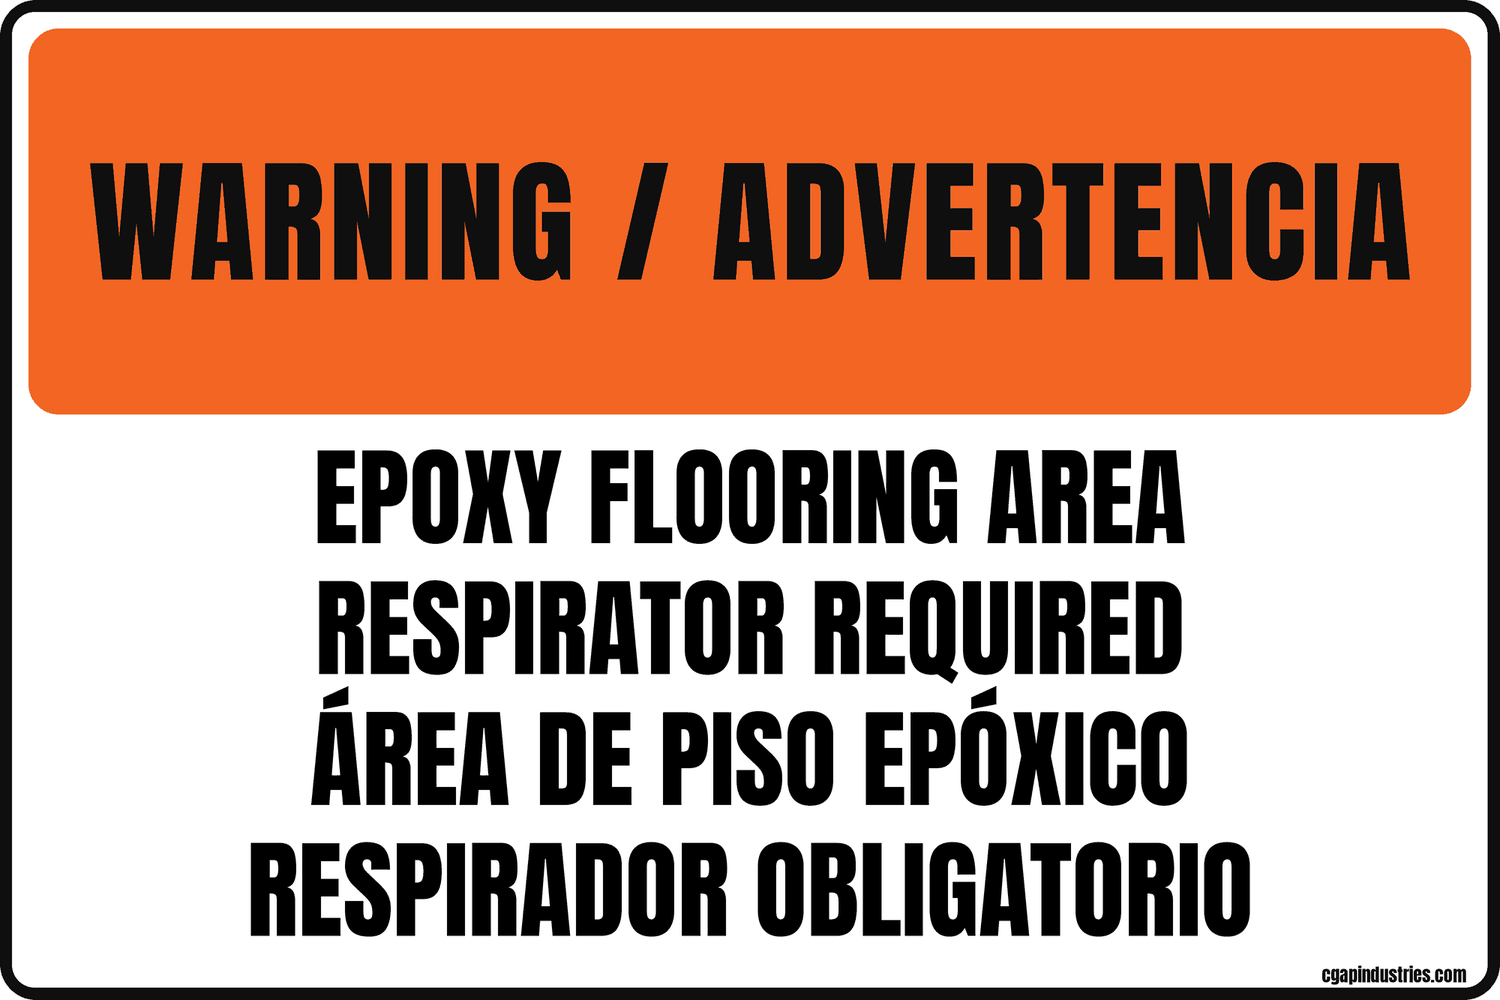 WARNING / ADVERTENCIA
EPOXY FLOORING AREA
RESPIRATOR REQUIRED
ÁREA DE PISO EPÓXICO
RESPIRADOR OBLIGATORIO
cgapindustries.com